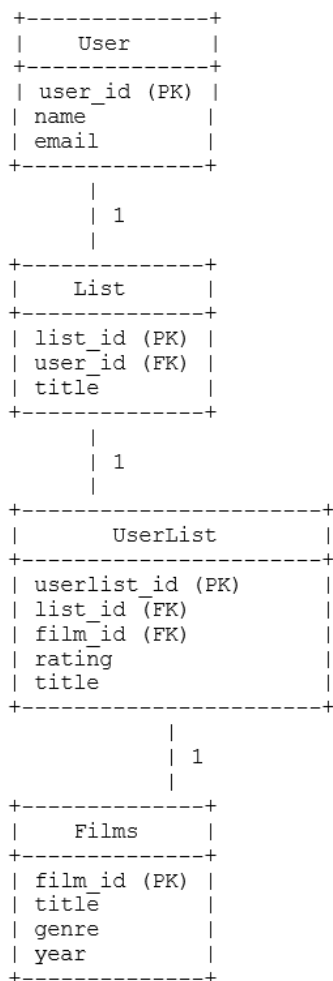 +--------------+
|     User     |
+--------------+
| user_id (PK) |
| name         |
| email        |
+--------------+
      |
      | 1
      |
+--------------+
|     List     |
+--------------+
| list_id (PK) |
| user_id (FK) |
| title        |
+--------------+
      |
      | 1
      |
+-----------------------+
|       UserList        |
+-----------------------+
| userlist_id (PK)      |
| list_id (FK)          |
| film_id (FK)          |
| rating                |
| title                 |
+-----------------------+
            |
            | 1
            |
+--------------+
|    Films     |
+--------------+
| film_id (PK) |
| title        |
| genre        |
| year         |
+--------------+